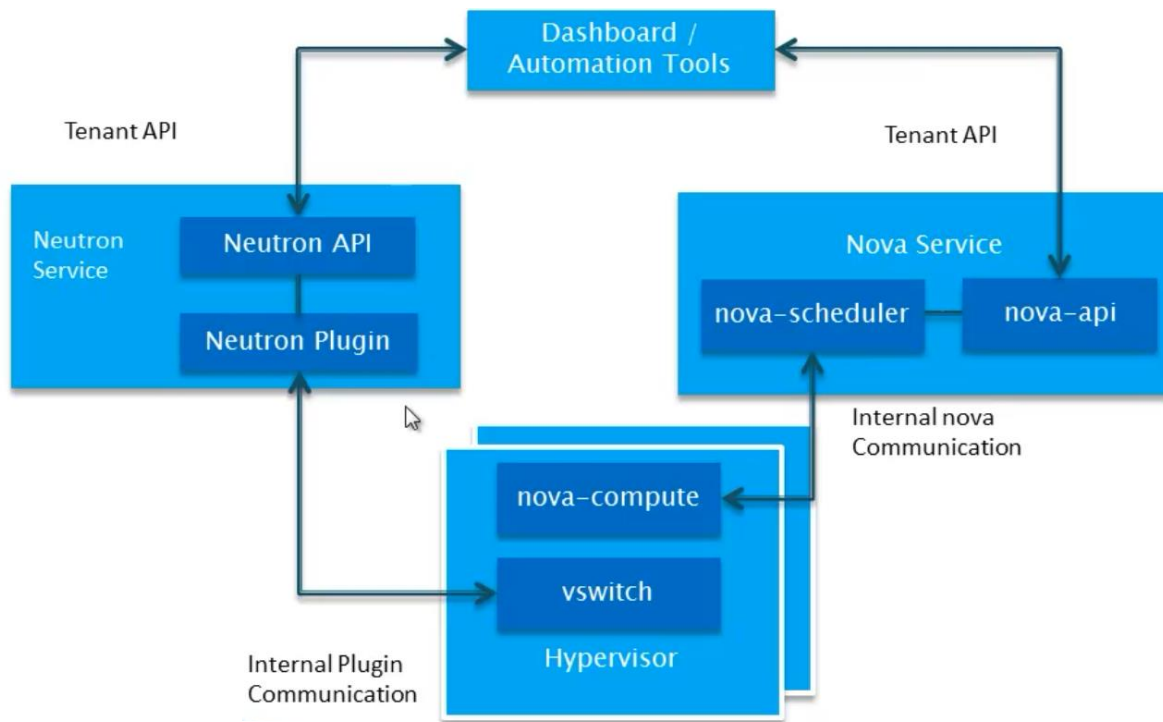 Dashboard /
Automation Tools
Tenant API
Tenant API
Neutron
Service
Neutron API
Neutron Plugin
Nova Service
nova-scheduler
nova-api
Internal nova
Communication
nova-compute
vswitch
Hypervisor
Internal Plugin
Communication